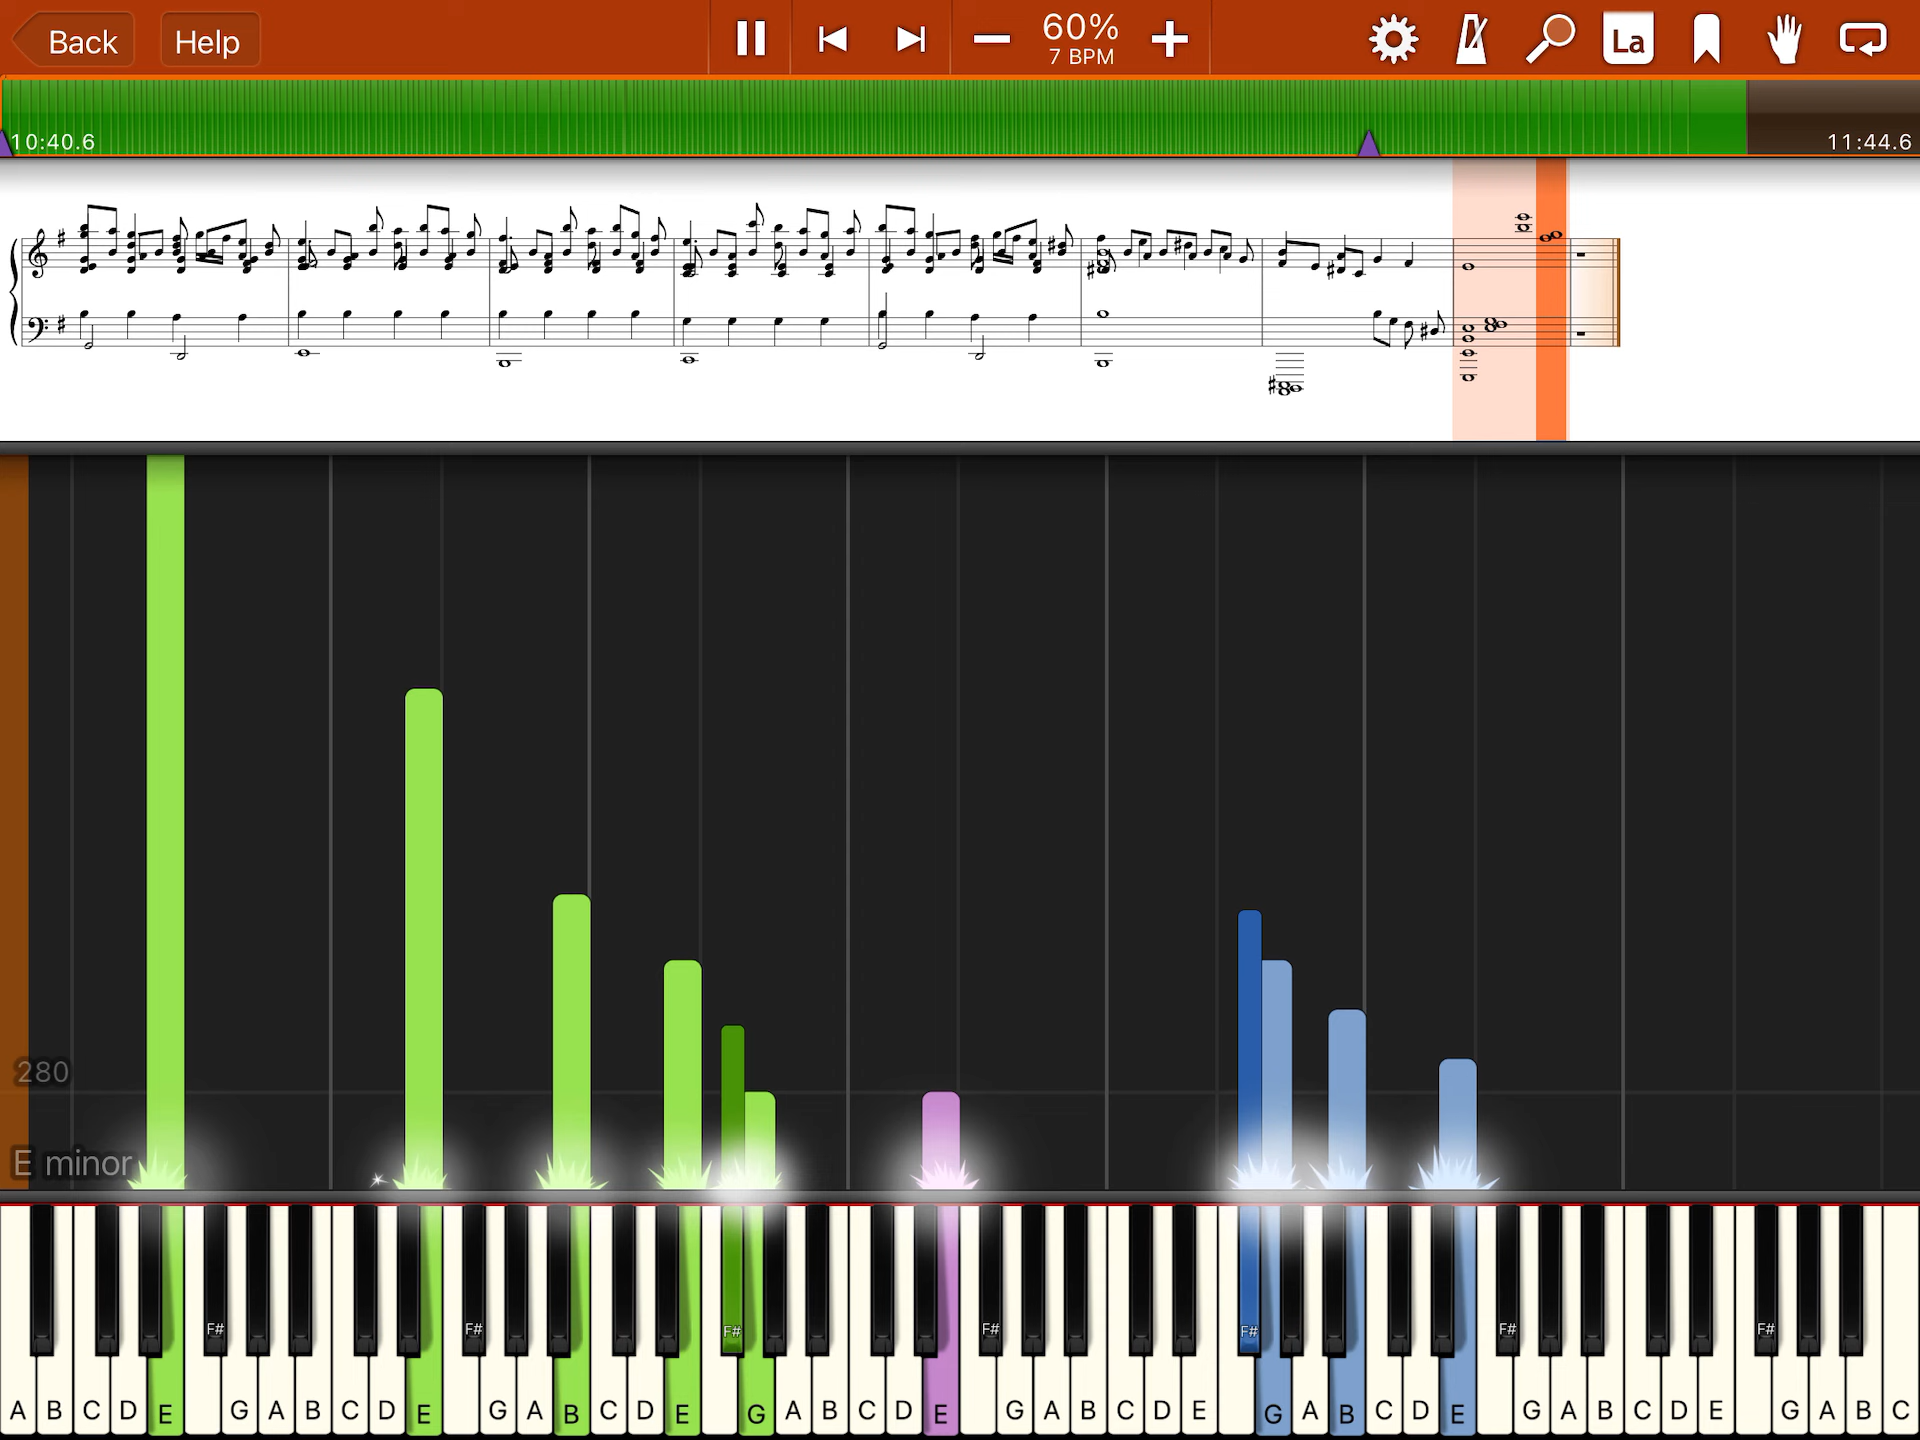 Back Help 60% La
7 BPM
10:40.6 11:44.6
280
E minor
F# F# F# F# F# F# F#
A B C D E G A B C D E G A B C D E G A B C D E G A B C D E G A B C D E G A B C D E G A B C